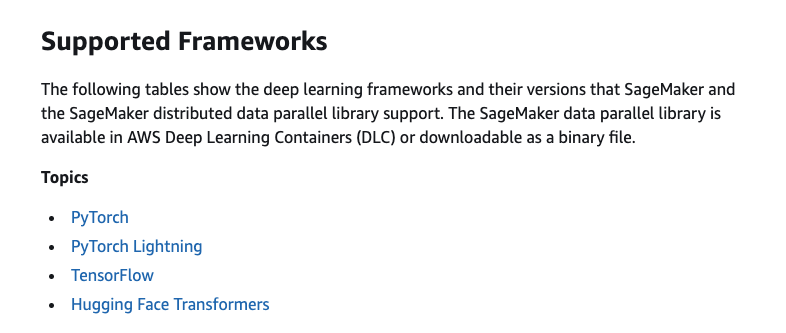 Supported Frameworks
The following tables show the deep learning frameworks and their versions that SageMaker and
the SageMaker distributed data parallel library support. The SageMaker data parallel library is
available in AWS Deep Learning Containers (DLC) or downloadable as a binary file.
Topics
• PyTorch
• PyTorch Lightning
• TensorFlow
• Hugging Face Transformers